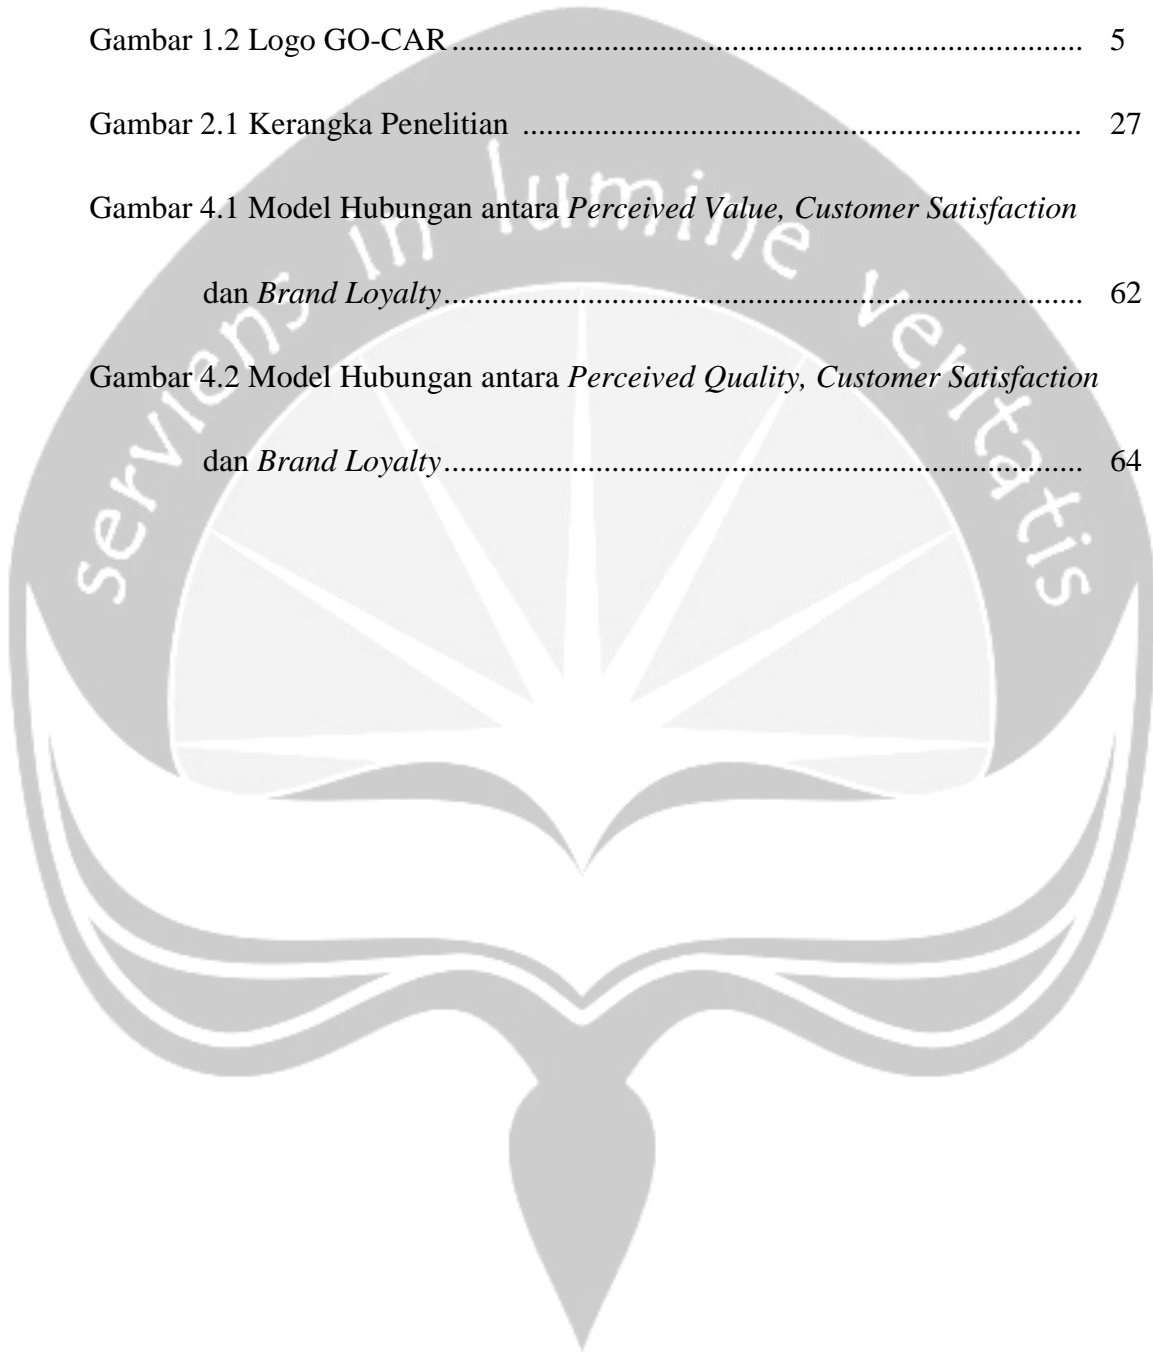 Gambar 1.2 Logo GO-CAR................................................................................ 5
Gambar 2.1 Kerangka Penelitian ...................................................................... 27
Gambar 4.1 Model Hubungan antara Perceived Value, Customer Satisfaction
dan Brand Loyalty................................................................................ 62
Gambar 4.2 Model Hubungan antara Perceived Quality, Customer Satisfaction
dan Brand Loyalty................................................................................ 64
serviens in lumine veritatis